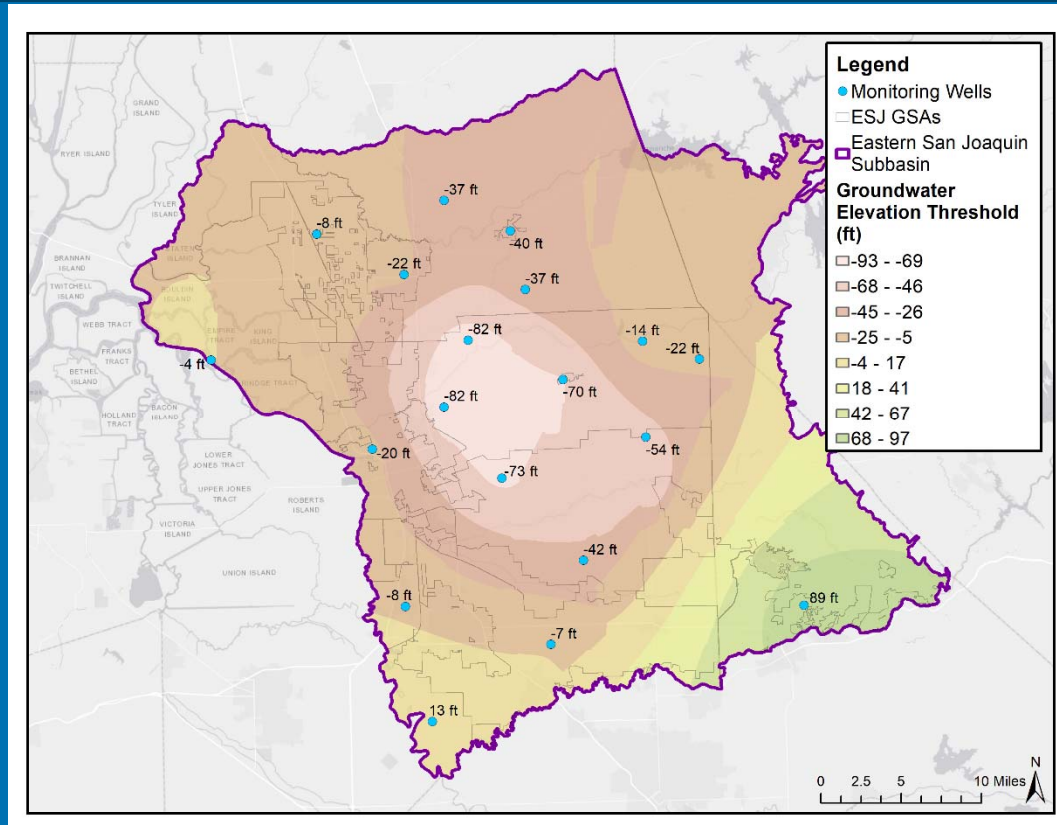 GRAND
ISLAND
RYER ISLAND
TYLER
ISLAND
STATEN
ISLAND
BRANNAN
ISLAND
TWITCHELL
ISLAND
BOULDIN
ISLAND
WEBB TRACT
EMPIRE
TRACT
KING
ISLAND
FRANKS
TRACT
BETHEL
ISLAND
HOLLAND
TRACT
BACON
ISLAND
LOWER
JONES TRACT
UPPER JONES
TRACT
ROBERTS
ISLAND
VICTORIA
ISLAND
UNION ISLAND
-37 ft
-8 ft
-40 ft
-22 ft
-37 ft
-82 ft
-14 ft
-22 ft
-4 ft
-70 ft
-82 ft
-54 ft
-20 ft
-73 ft
-42 ft
-8 ft
89 ft
-7 ft
13 ft
Legend
Monitoring Wells
ESJ GSAs
Eastern San Joaquin
Subbasin
Groundwater
Elevation Threshold
(ft)
-93 - -69
-68 - -46
-45 - -26
-25 - -5
-4 - 17
18 - 41
42 - 67
68 - 97
N
0 2.5 5 10 Miles